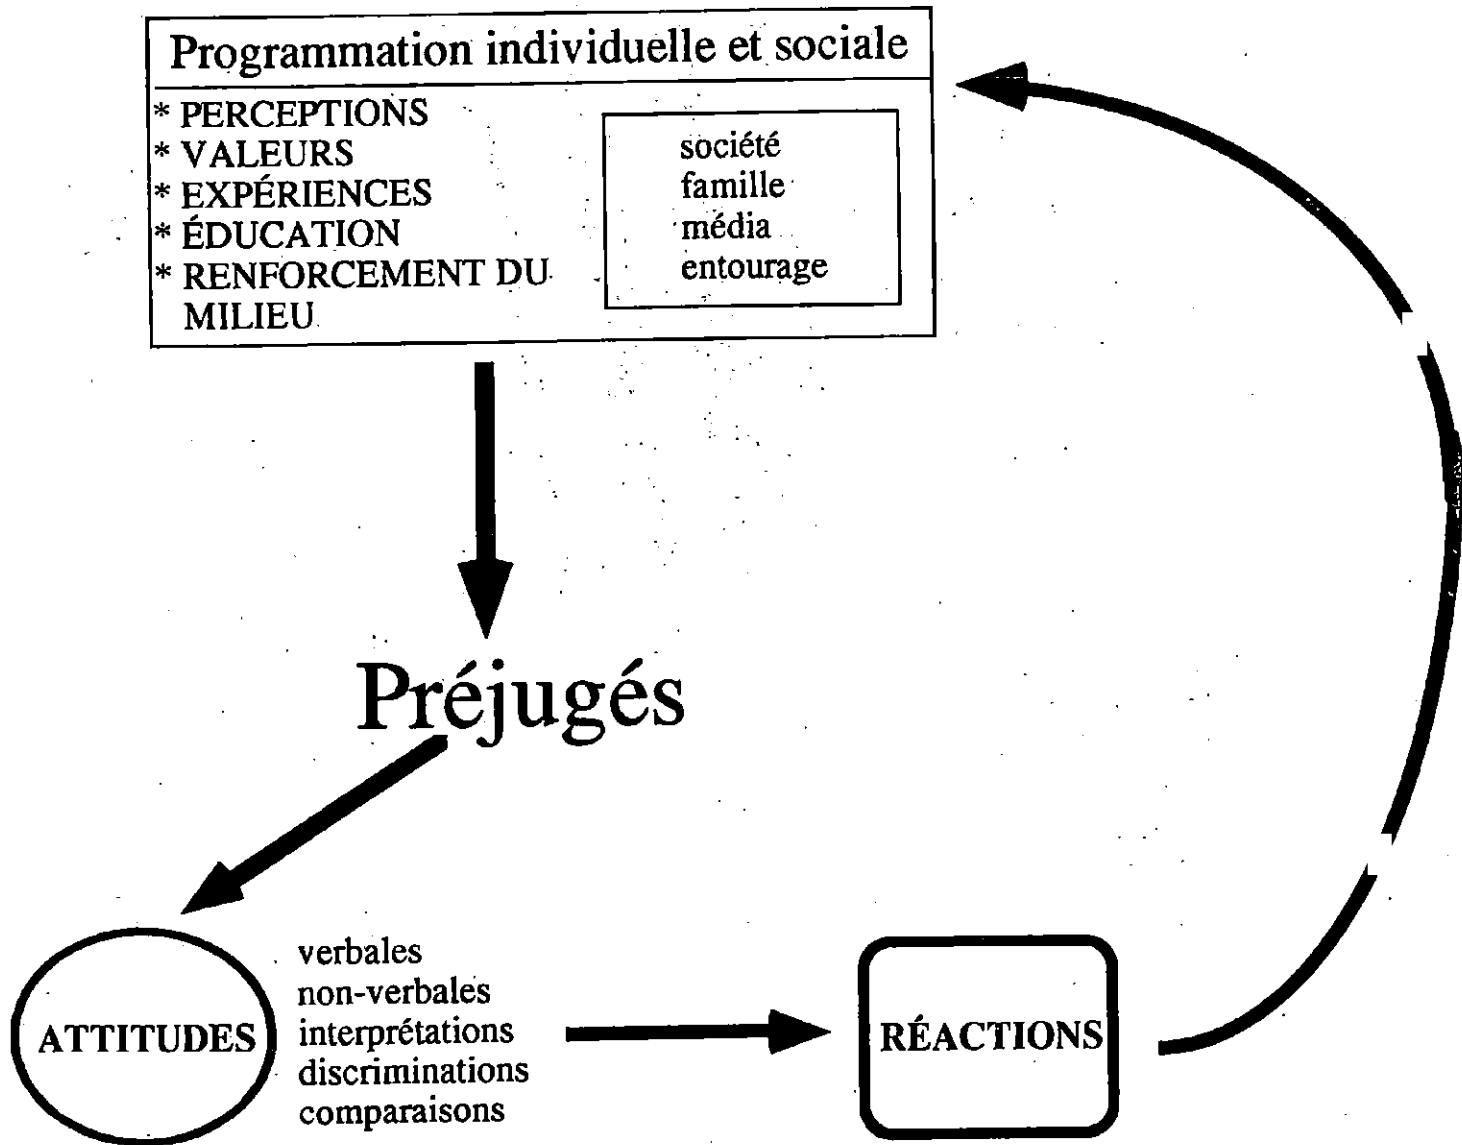 Programmation individuelle et sociale
* PERCEPTIONS
* VALEURS
* EXPÉRIENCES
* ÉDUCATION
* RENFORCEMENT DU
MILIEU
société
famille
média
entourage
Préjugés
ATTITUDES
verbales
non-verbales
interprétations
discriminations
comparaisons
RÉACTIONS